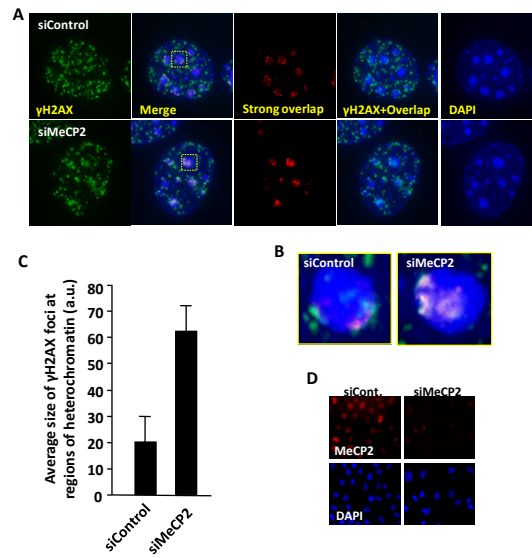 A
siControl
γH2AX
Merge
Strong overlap
γH2AX+Overlap
DAPI
siMeCP2
B
siControl
siMeCP2
C
Average size of γH2AX foci at
regions of heterochromatin (a.u.)
80
70
60
50
40
30
20
10
0
siControl
siMeCP2
D
siCont.
siMeCP2
MeCP2
DAPI